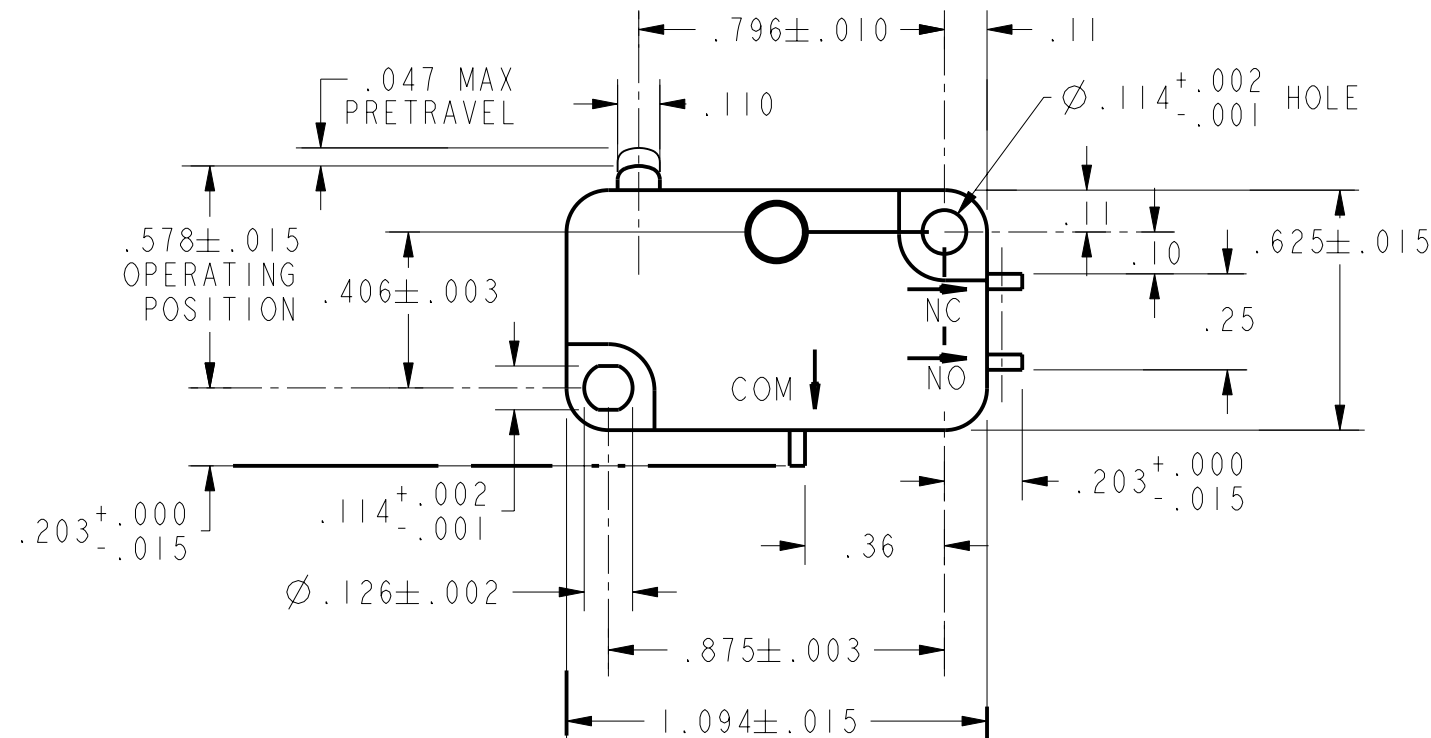 .796±.010
.11
.047 MAX
PRETRAVEL
.110
Ø.114 +.002 -.001 HOLE
.578±.015
OPERATING
POSITION
.406±.003
.11
.10
.625±.015
NC
.25
NO
COM
.203 +.000 -.015
.114 +.002 -.001
.203 +.000 -.015
.36
Ø.126±.002
.875±.003
1.094±.015